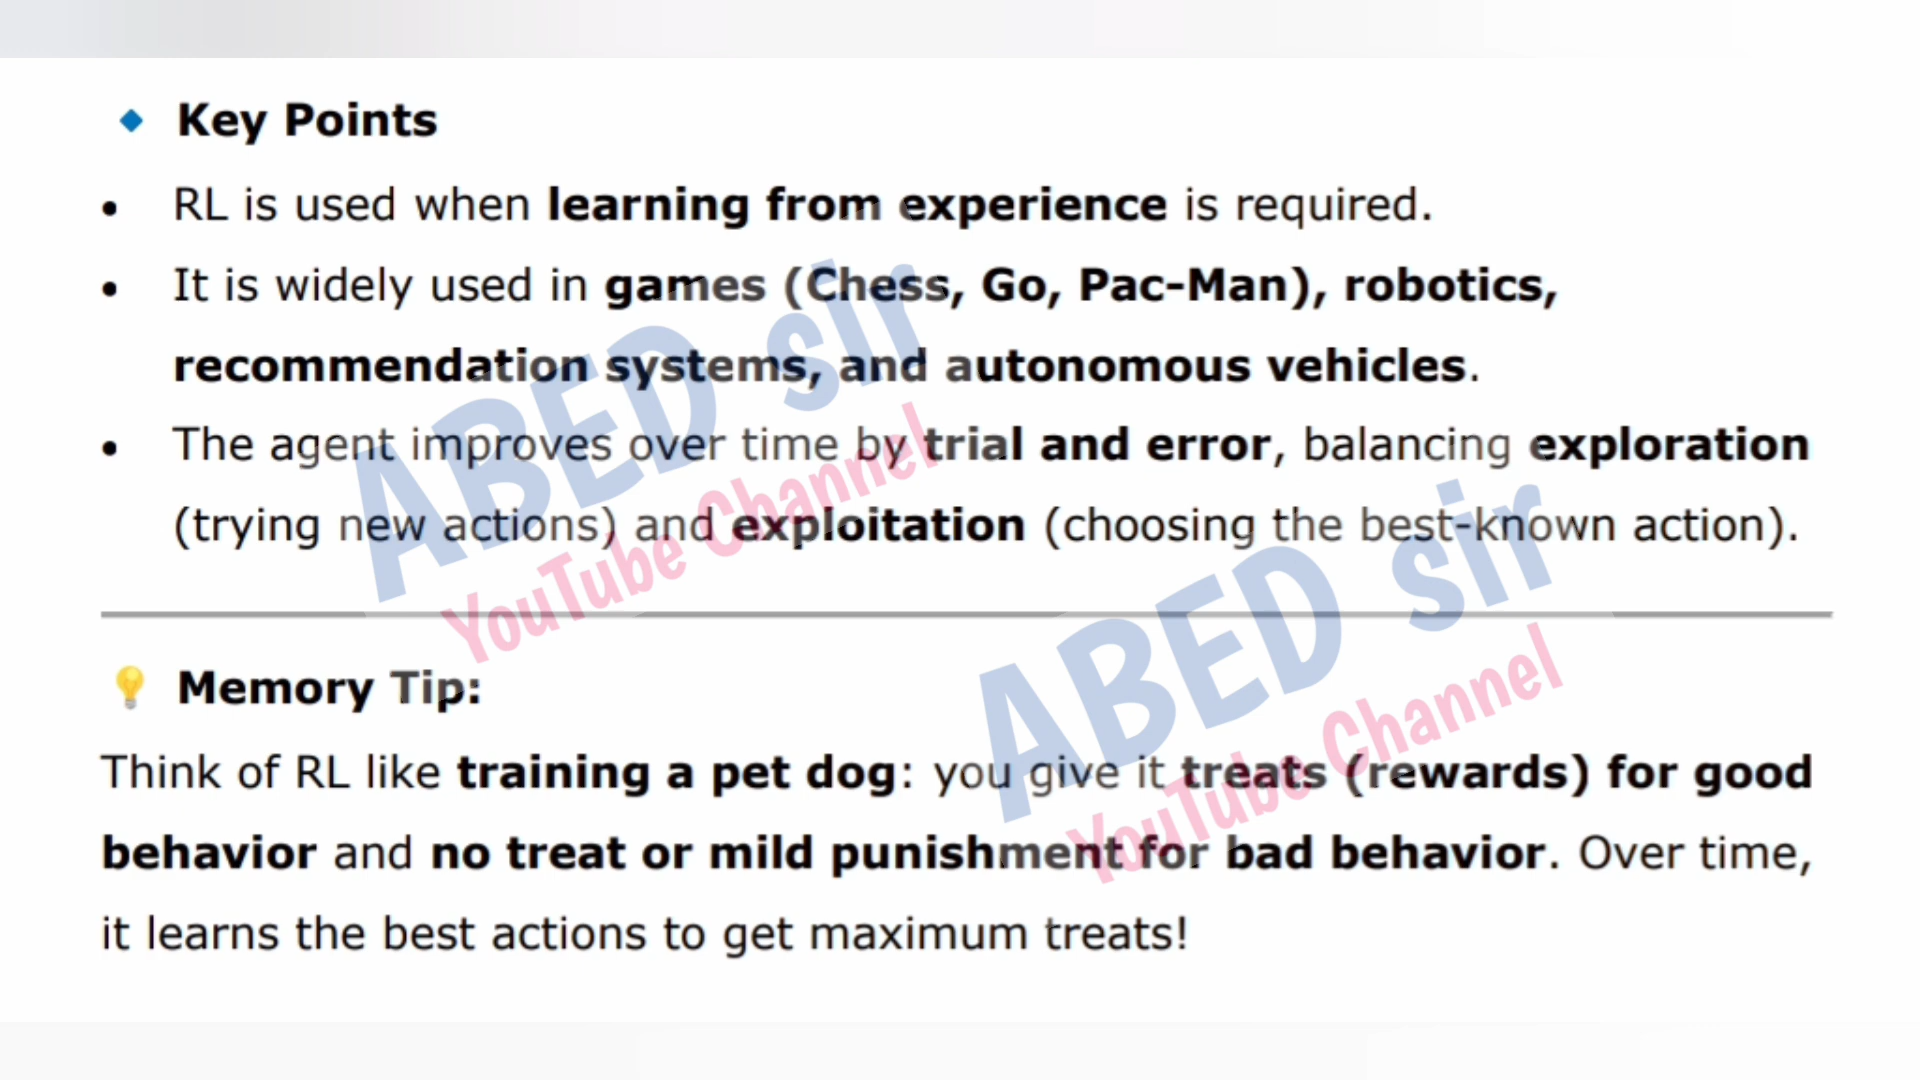 Key Points
• RL is used when learning from experience is required.
• It is widely used in games (Chess, Go, Pac-Man), robotics,
recommendation systems, and autonomous vehicles.
• The agent improves over time by trial and error, balancing exploration
(trying new actions) and exploitation (choosing the best-known action).
ABED sir
YouTube Channel
Memory Tip:
Think of RL like training a pet dog: you give it treats (rewards) for good
behavior and no treat or mild punishment for bad behavior. Over time,
it learns the best actions to get maximum treats!
ABED sir
YouTube Channel